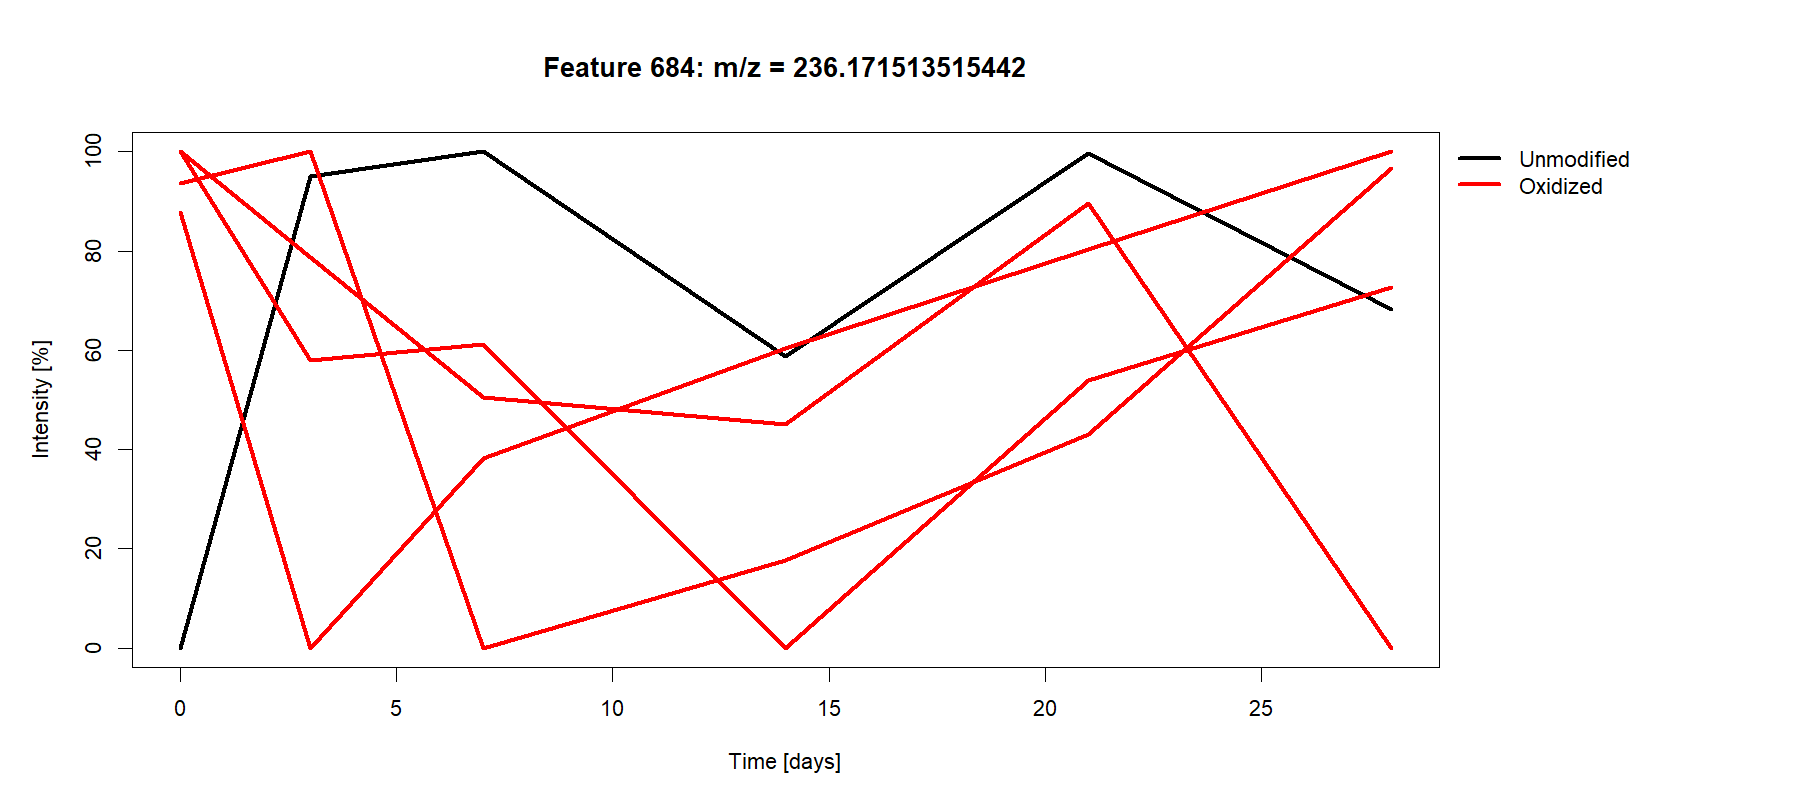 Feature 684: m/z = 236.171513515442
Unmodified
Oxidized
100
80
60
40
20
0
Intensity [%]
0 5 10 15 20 25
Time [days]